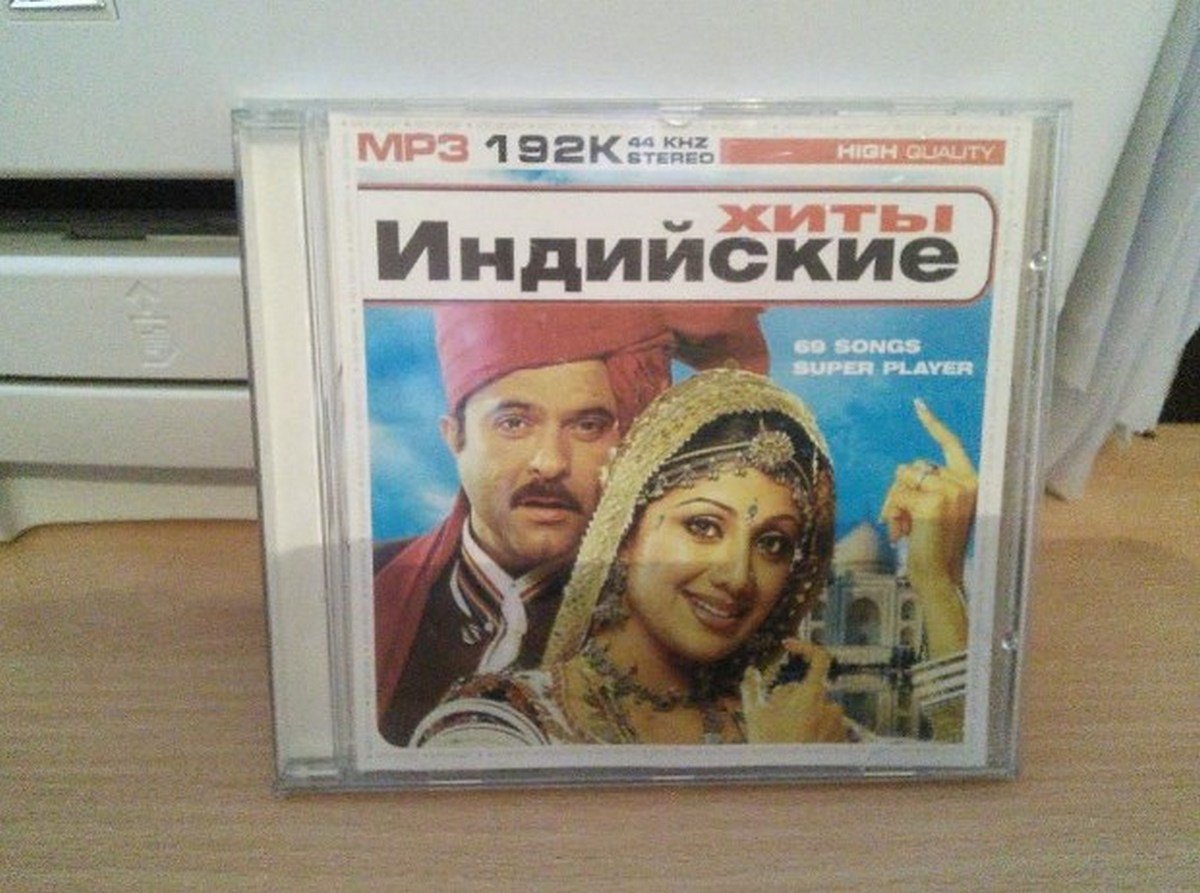 MP3 192K 44 KHZ STEREO HIGH QUALITY
ХИТЫ
Индийские
69 SONGS
SUPER PLAYER